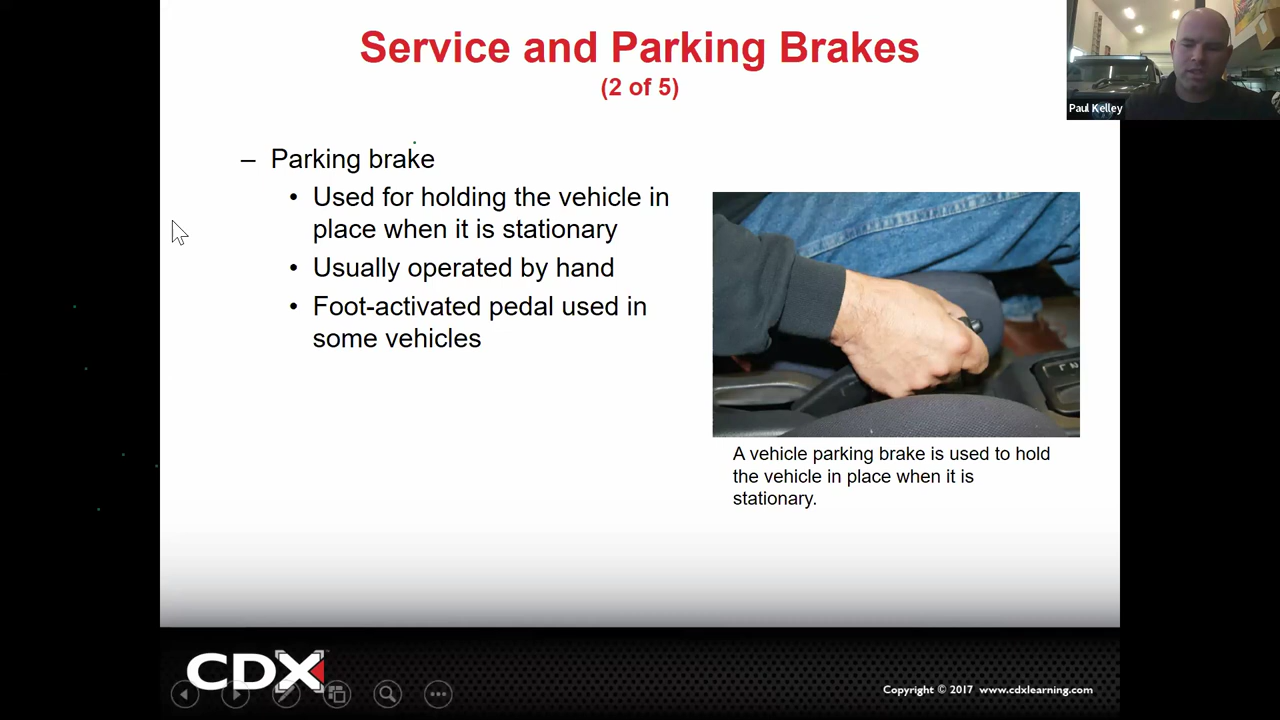 Service and Parking Brakes
(2 of 5)
Paul Kelley
– Parking brake
• Used for holding the vehicle in
place when it is stationary
• Usually operated by hand
• Foot-activated pedal used in
some vehicles
A vehicle parking brake is used to hold
the vehicle in place when it is
stationary.
CDX
Copyright © 2017 www.cdxlearning.com